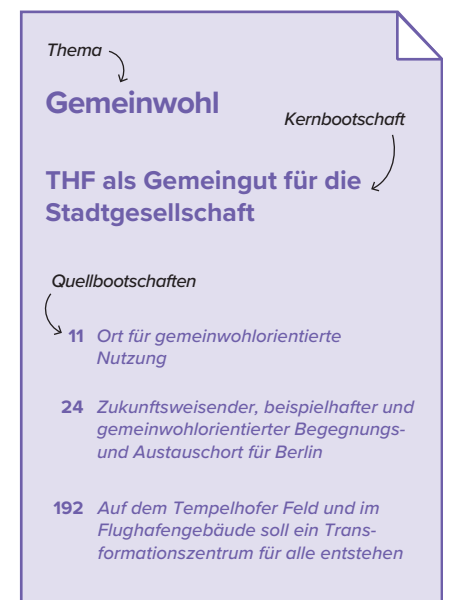 Thema
Gemeinwohl
Kernbootschaft
THF als Gemeingut für die
Stadtgesellschaft
Quellbootschaften
11 Ort für gemeinwohlorientierte
Nutzung
24 Zukunftsweisender, beispielhafter und
gemeinwohlorientierter Begegnungs-
und Austauschort für Berlin
192 Auf dem Tempelhofer Feld und im
Flughafengebäude soll ein Trans-
formationszentrum für alle entstehen